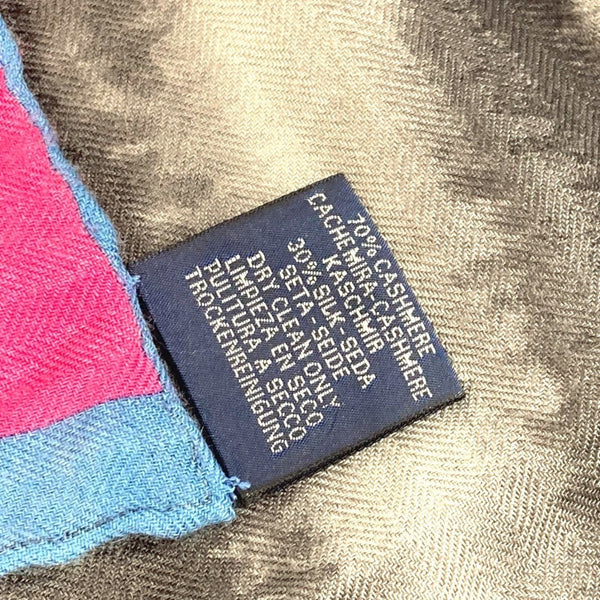 70% CASHMERE
CACHEMIRA-CASHMERE
KASCHMIR
30% SILK-SEDA
SETA-SEIDE
DRY CLEAN ONLY
LIMPIEZA EN SECO
PULITURA A SECCO
TROCKENREINIGUNG